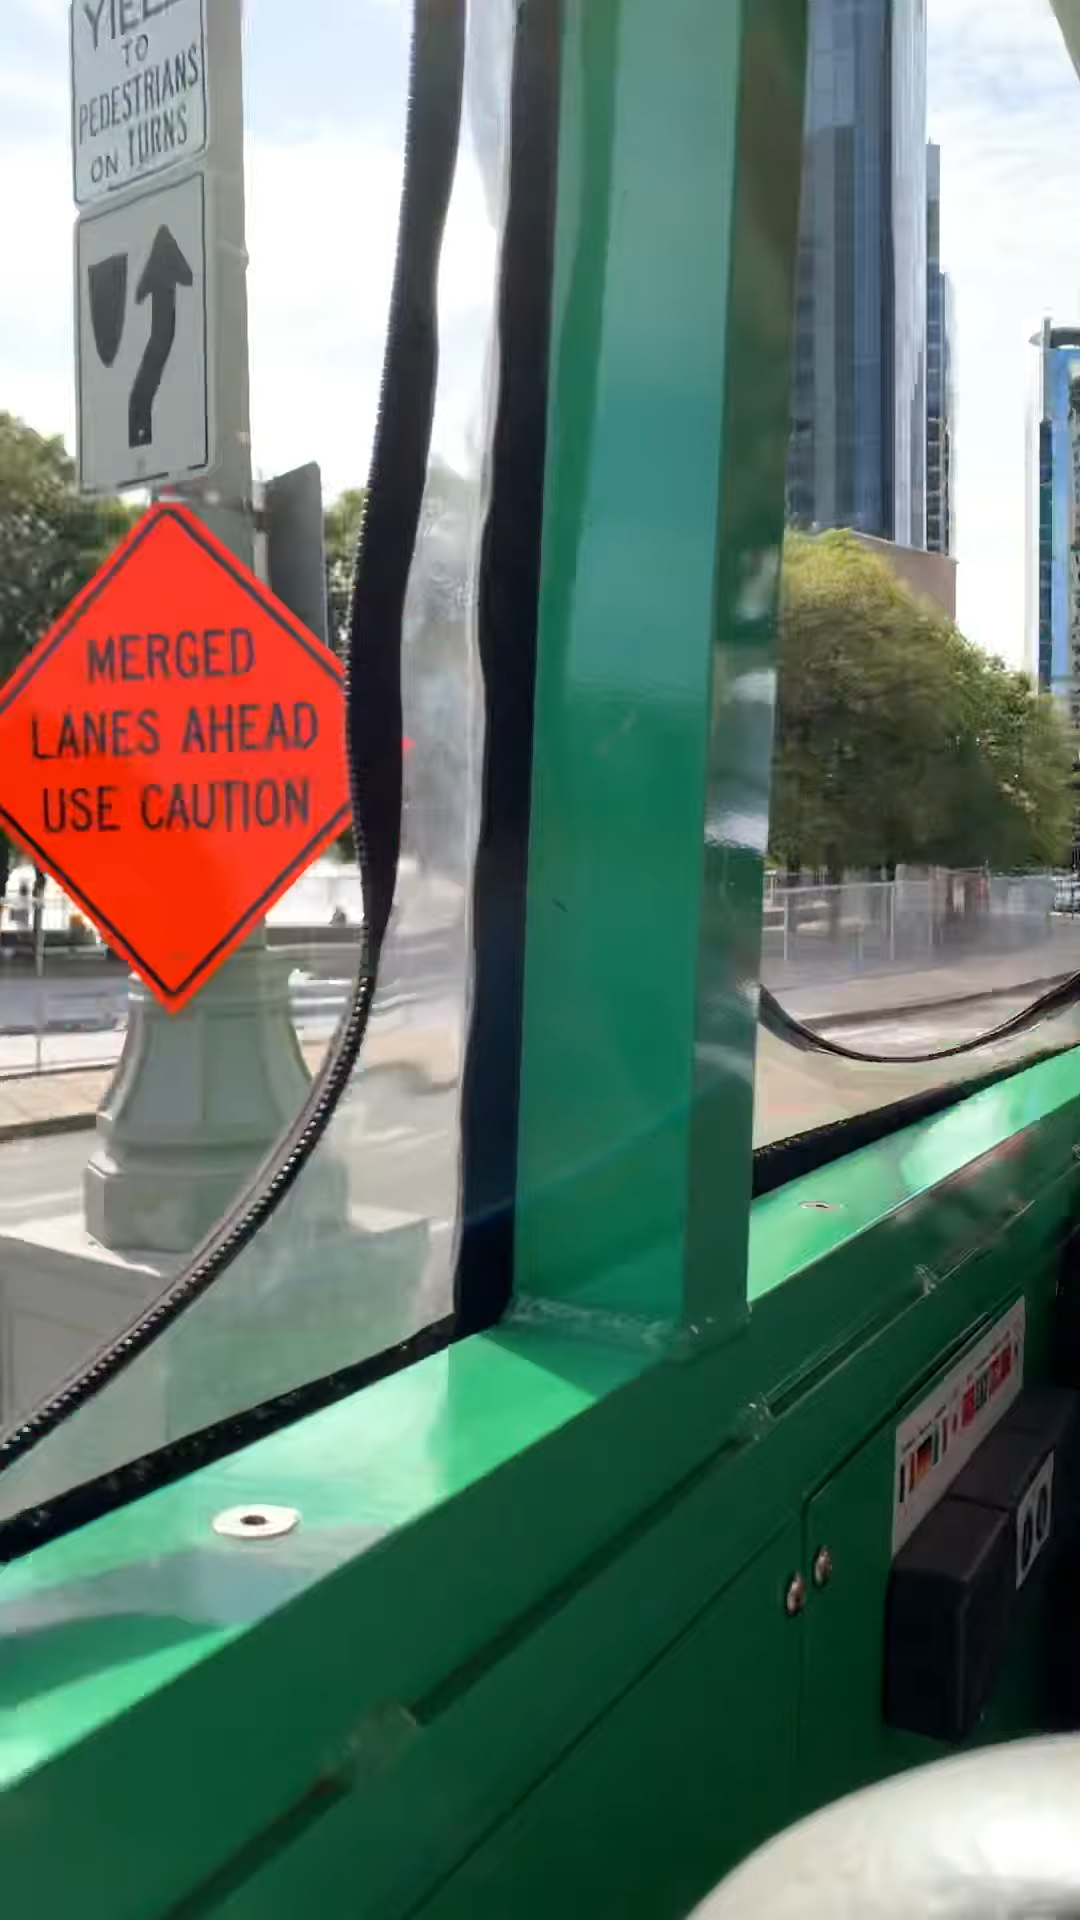 YIELD
TO
PEDESTRIANS
ON TURNS
MERGED
LANES AHEAD
USE CAUTION